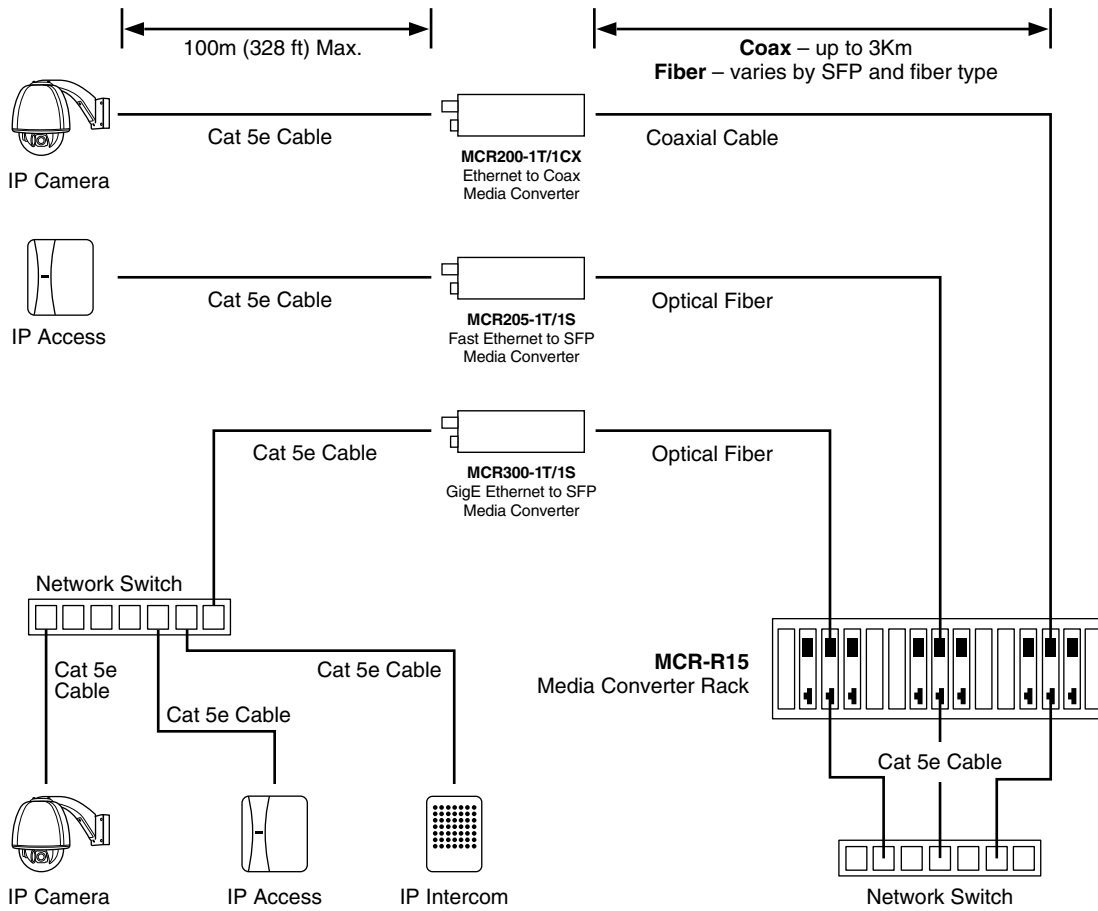 100m (328 ft) Max.
Coax – up to 3Km
Fiber – varies by SFP and fiber type
IP Camera
Cat 5e Cable
MCR200-1T/1CX
Ethernet to Coax
Media Converter
Coaxial Cable
IP Access
Cat 5e Cable
MCR205-1T/1S
Fast Ethernet to SFP
Media Converter
Optical Fiber
Cat 5e Cable
MCR300-1T/1S
GigE Ethernet to SFP
Media Converter
Optical Fiber
Network Switch
Cat 5e
Cable
Cat 5e Cable
Cat 5e Cable
MCR-R15
Media Converter Rack
Cat 5e Cable
IP Camera
IP Access
IP Intercom
Network Switch